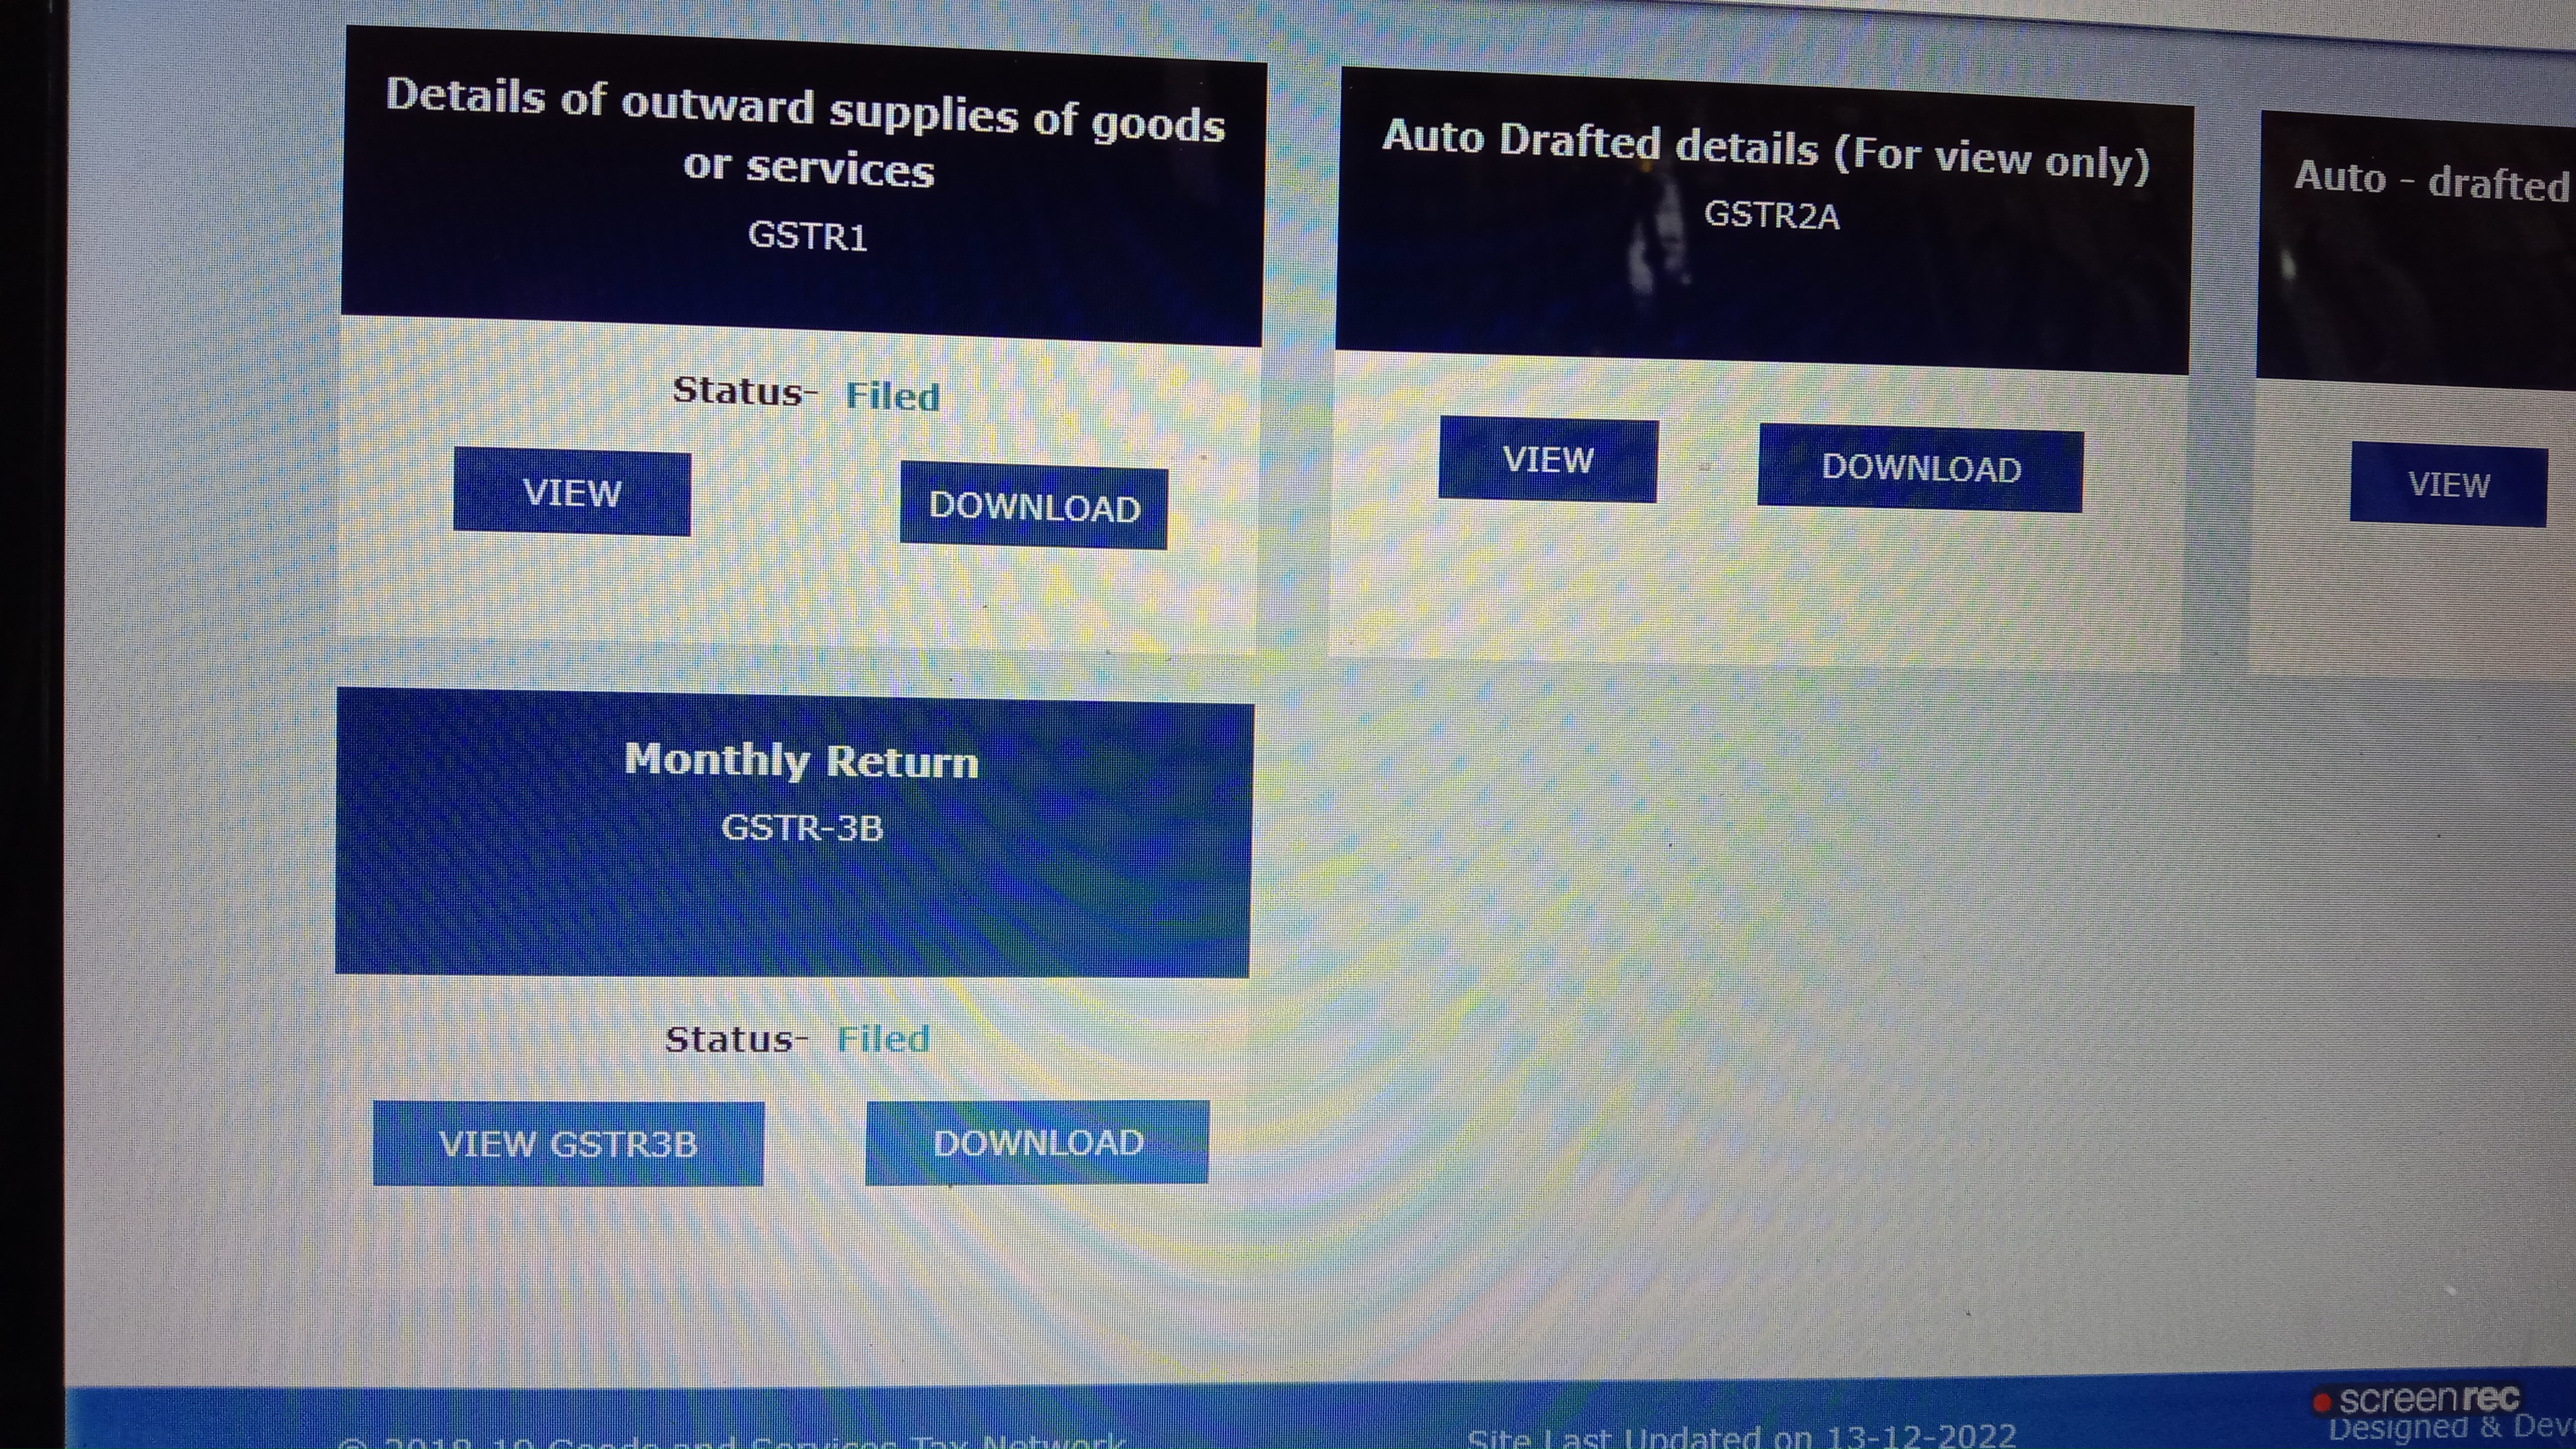 Details of outward supplies of goods
or services
GSTR1
Status- Filed
VIEW
DOWNLOAD
Auto Drafted details (For view only)
GSTR2A
VIEW
DOWNLOAD
Auto - drafted
VIEW
Monthly Return
GSTR-3B
Status- Filed
VIEW GSTR3B
DOWNLOAD
© 2018-19 Goods and Services Tax Network
Site Last Updated on 13-12-2022
screenrec
Designed &